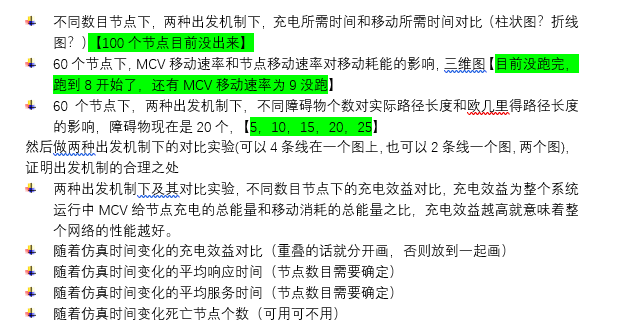 不同数目节点下，两种出发机制下，充电所需时间和移动所需时间对比（柱状图？折线
图？）【100 个节点目前没出来】
60 个节点下, MCV 移动速率和节点移动速率对移动耗能的影响, 三维图【目前没跑完，
跑到 8 开始了，还有 MCV 移动速率为 9 没跑】
60 个节点下，两种出发机制下，不同障碍物个数对实际路径长度和欧几里得路径长度
的影响，障碍物现在是 20 个，【5，10，15，20，25】
然后做两种出发机制下的对比实验(可以 4 条线在一个图上, 也可以 2 条线一个图, 两个图),
证明出发机制的合理之处
两种出发机制下及其对比实验，不同数目节点下的充电效益对比，充电效益为整个系统
运行中 MCV 给节点充电的总能量和移动消耗的总能量之比，充电效益越高就意味着整
个网络的性能越好。
随着仿真时间变化的充电效益对比（重叠的话就分开画，否则放到一起画）
随着仿真时间变化的平均响应时间（节点数目需要确定）
随着仿真时间变化的平均服务时间（节点数目需要确定）
随着仿真时间变化死亡节点个数（可用可不用）